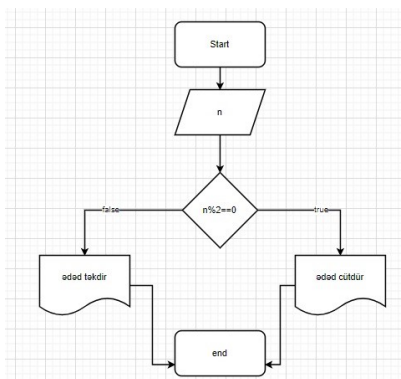 Start
n
n%2==0
false
true
ədəd təkdir
ədəd cütdür
end